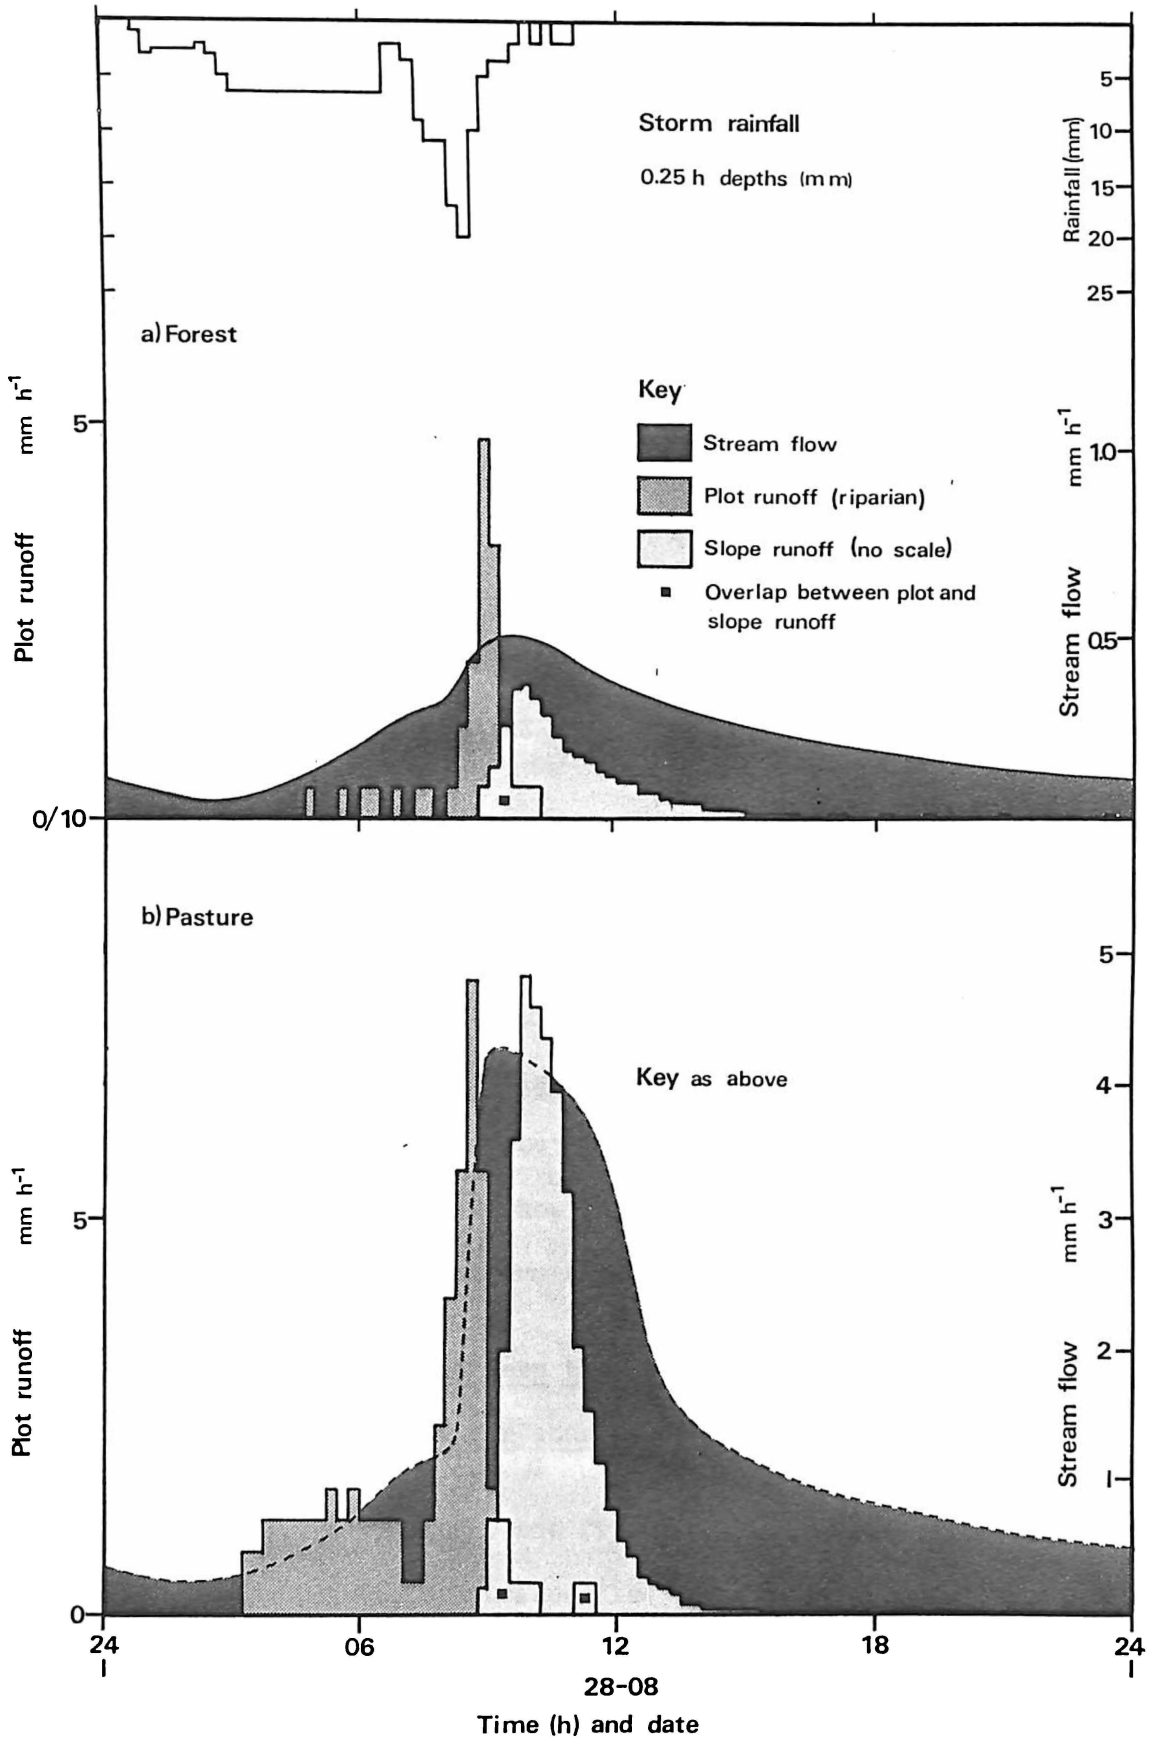 Storm rainfall
0.25 h depths (mm)
Rainfall (mm)
5
10
15
20
25
a) Forest
Plot runoff mm h⁻¹
5
0/10
Key
Stream flow
Plot runoff (riparian)
Slope runoff (no scale)
Overlap between plot and
slope runoff
Stream flow mm h⁻¹
1.0
0.5
b) Pasture
Key as above
Plot runoff mm h⁻¹
5
0
Stream flow mm h⁻¹
5
4
3
2
1
24 06 12 18 24
28-08
Time (h) and date